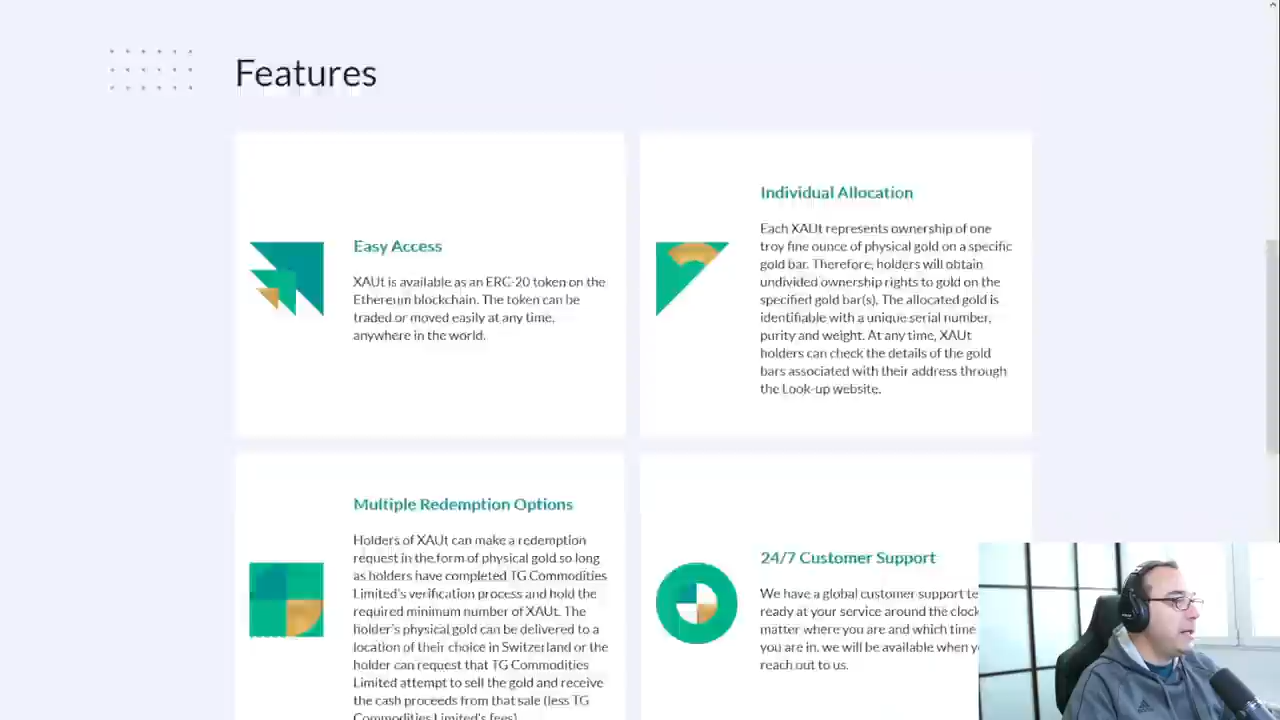 Features
Easy Access
XAUt is available as an ERC-20 token on the
Ethereum blockchain. The token can be
traded or moved easily at any time,
anywhere in the world.
Individual Allocation
Each XAUt represents ownership of one
troy fine ounce of physical gold on a specific
gold bar. Therefore, holders will obtain
undivided ownership rights to gold on the
specified gold bar(s). The allocated gold is
identifiable with a unique serial number,
purity and weight. At any time, XAUt
holders can check the details of the gold
bars associated with their address through
the Look-up website.
Multiple Redemption Options
Holders of XAUt can make a redemption
request in the form of physical gold so long
as holders have completed TG Commodities
Limited's verification process and hold the
required minimum number of XAUt. The
holder's physical gold can be delivered to a
location of their choice in Switzerland or the
holder can request that TG Commodities
Limited attempt to sell the gold and receive
the cash proceeds from that sale (less TG
Commodities Limited's fees)
24/7 Customer Support
We have a global customer support te
ready at your service around the clock
matter where you are and which time
you are in, we will be available when y
reach out to us.